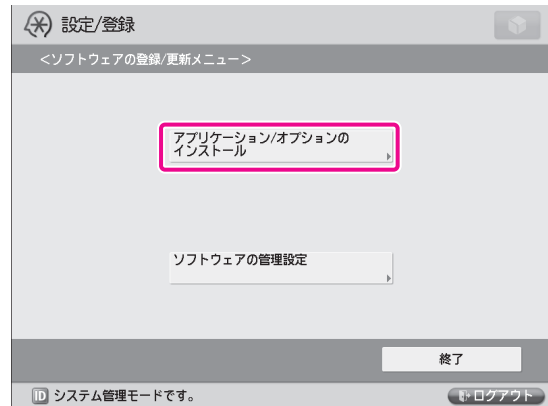 設定/登録
<ソフトウェアの登録/更新メニュー>
アプリケーション/オプションの
インストール
ソフトウェアの管理設定
終了
ID システム管理モードです。
ログアウト